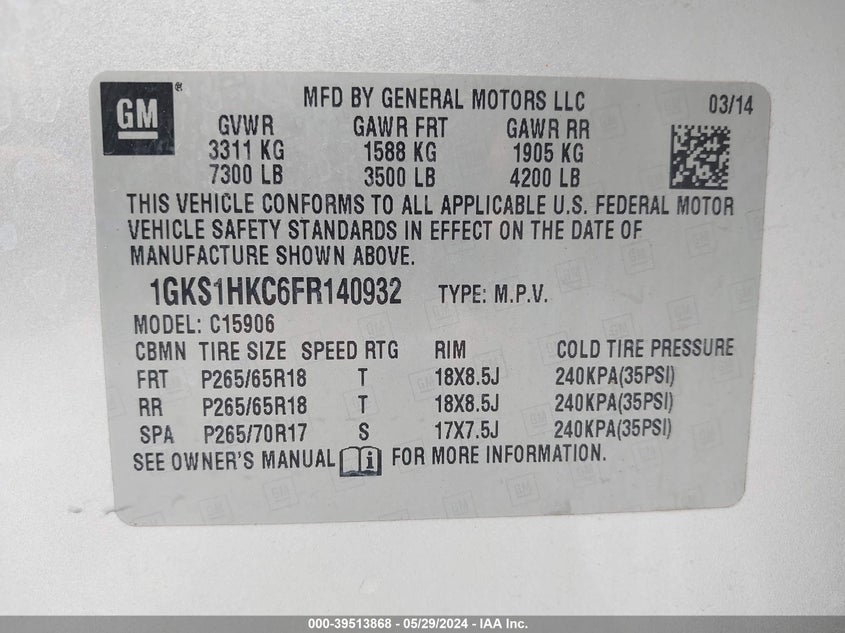 GM®
MFD BY GENERAL MOTORS LLC 03/14
GVWR GAWR FRT GAWR RR
3311 KG 1588 KG 1905 KG
7300 LB 3500 LB 4200 LB
THIS VEHICLE CONFORMS TO ALL APPLICABLE U.S. FEDERAL MOTOR
VEHICLE SAFETY STANDARDS IN EFFECT ON THE DATE OF
MANUFACTURE SHOWN ABOVE.
1GKS1HKC6FR140932 TYPE: M.P.V.
MODEL: C15906
CBMN TIRE SIZE SPEED RTG RIM COLD TIRE PRESSURE
FRT P265/65R18 T 18X8.5J 240KPA(35PSI)
RR P265/65R18 T 18X8.5J 240KPA(35PSI)
SPA P265/70R17 S 17X7.5J 240KPA(35PSI)
SEE OWNER'S MANUAL i FOR MORE INFORMATION.
000-39513868 - 05/29/2024 - IAA Inc.